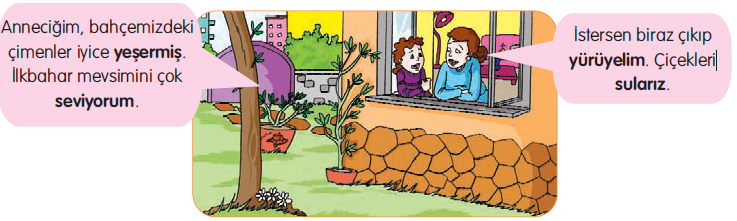 Anneciğim, bahçemizdeki
çimenler iyice yeşermiş.
İlkbahar mevsimini çok
seviyorum.
İstersen biraz çıkıp
yürüyelim. Çiçekleri
sularız.